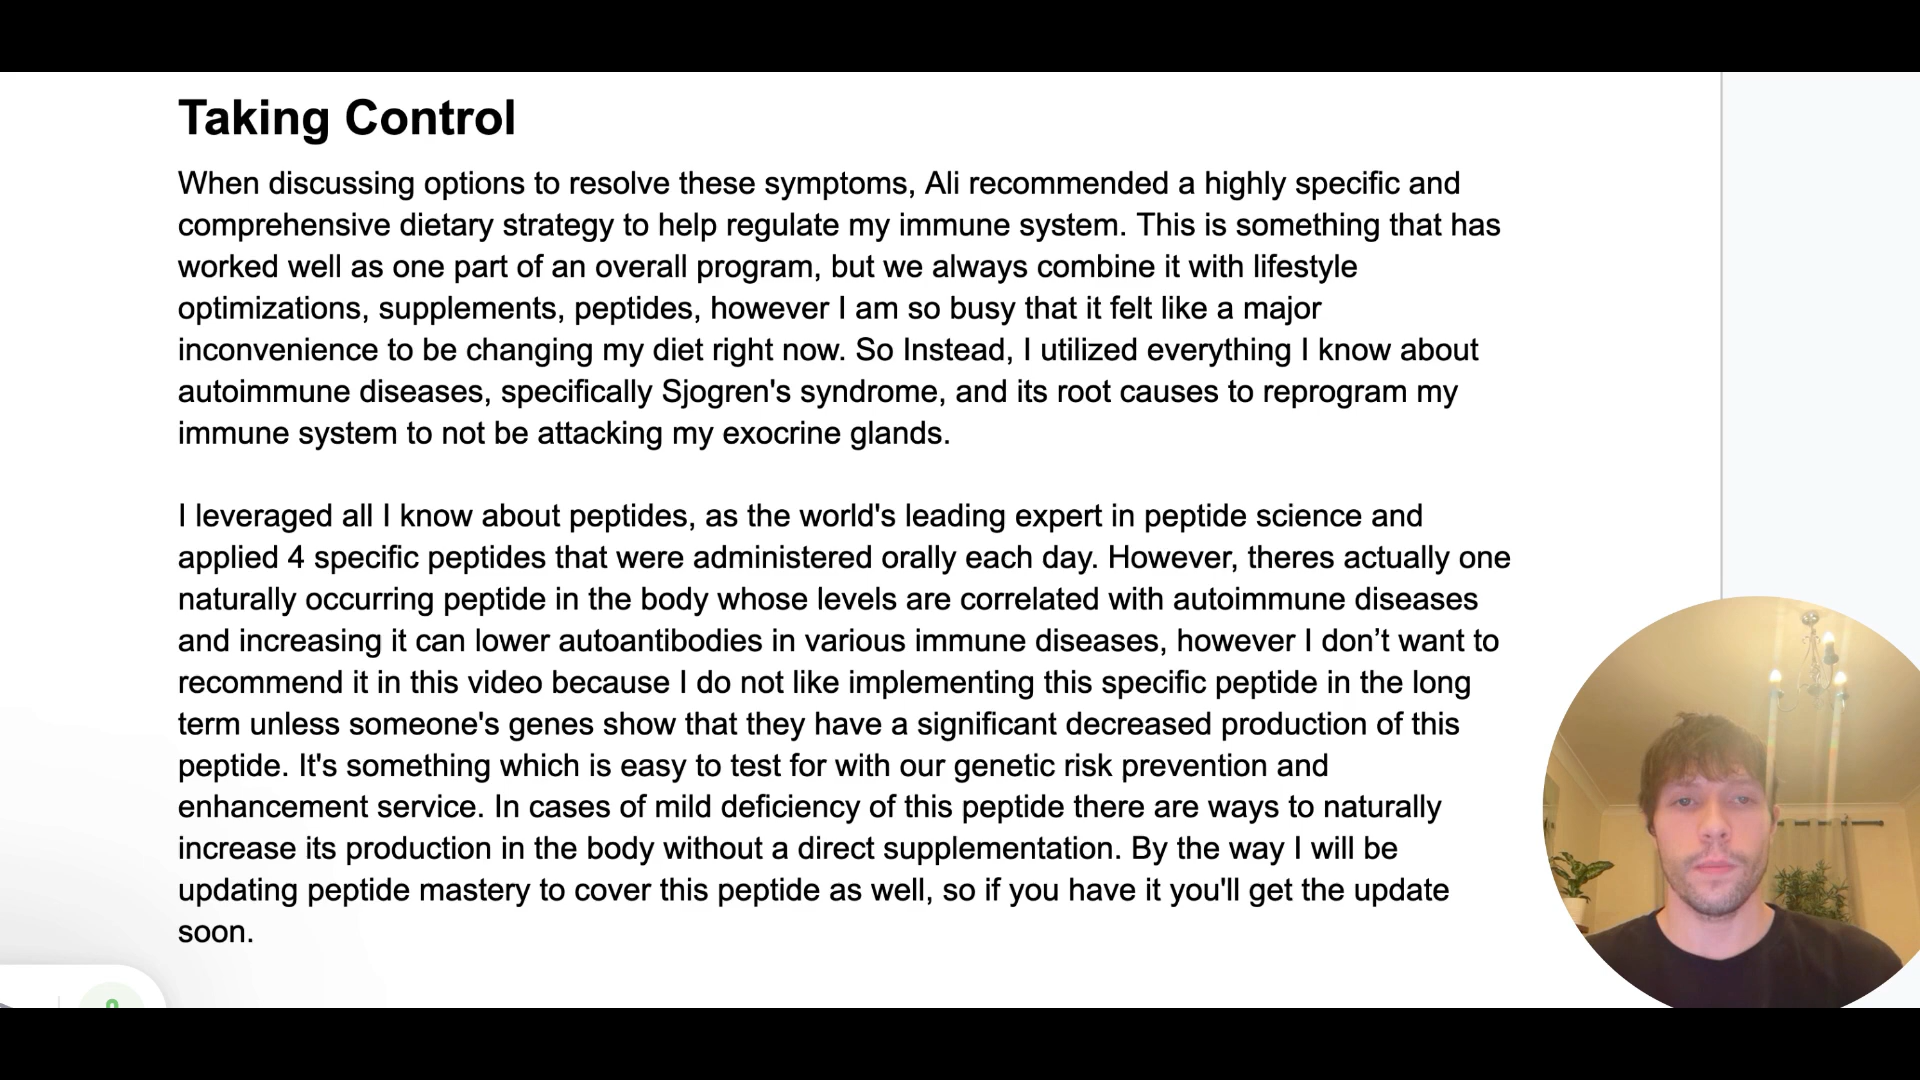 Taking Control
When discussing options to resolve these symptoms, Ali recommended a highly specific and
comprehensive dietary strategy to help regulate my immune system. This is something that has
worked well as one part of an overall program, but we always combine it with lifestyle
optimizations, supplements, peptides, however I am so busy that it felt like a major
inconvenience to be changing my diet right now. So Instead, I utilized everything I know about
autoimmune diseases, specifically Sjogren's syndrome, and its root causes to reprogram my
immune system to not be attacking my exocrine glands.
I leveraged all I know about peptides, as the world's leading expert in peptide science and
applied 4 specific peptides that were administered orally each day. However, theres actually one
naturally occurring peptide in the body whose levels are correlated with autoimmune diseases
and increasing it can lower autoantibodies in various immune diseases, however I don’t want to
recommend it in this video because I do not like implementing this specific peptide in the long
term unless someone's genes show that they have a significant decreased production of this
peptide. It's something which is easy to test for with our genetic risk prevention and
enhancement service. In cases of mild deficiency of this peptide there are ways to naturally
increase its production in the body without a direct supplementation. By the way I will be
updating peptide mastery to cover this peptide as well, so if you have it you'll get the update
soon.